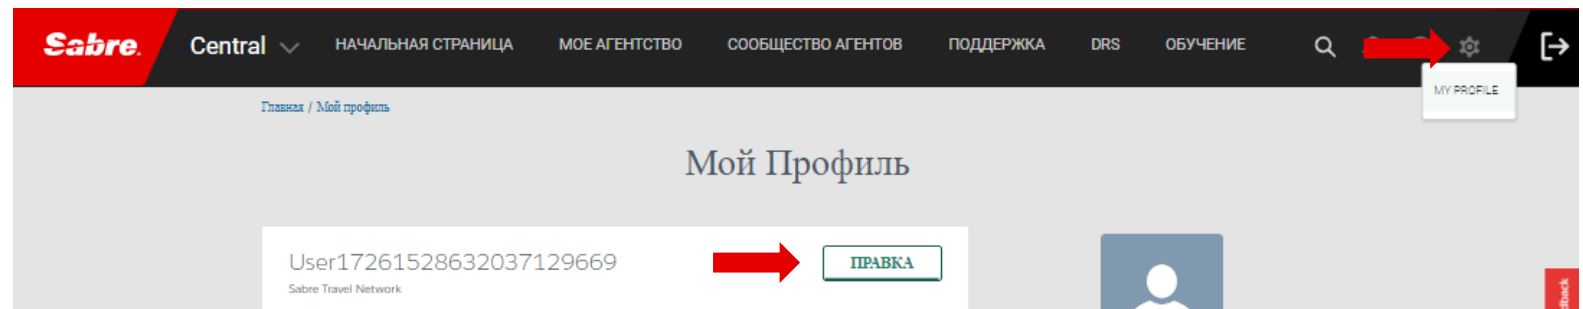 Sabre. Central НАЧАЛЬНАЯ СТРАНИЦА МОЕ АГЕНТСТВО СООБЩЕСТВО АГЕНТОВ ПОДДЕРЖКА DRS ОБУЧЕНИЕ
MY PROFILE
Главная / Мой профиль
Мой Профиль
User17261528632037129669
ПРАВКА
Sabre Travel Network